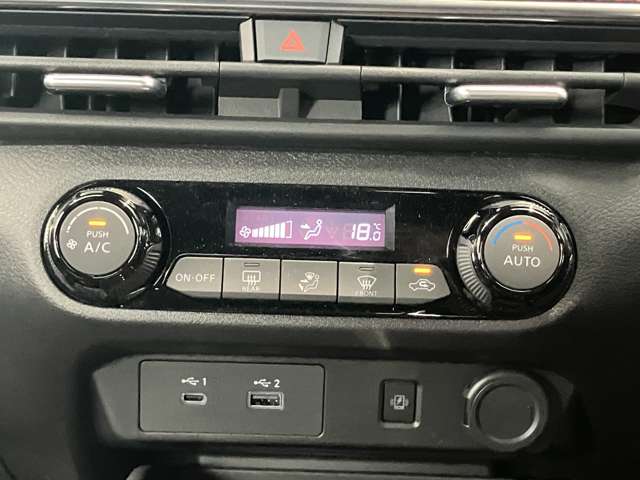 PUSH
A/C
18.0
°C
PUSH
AUTO
ON·OFF
REAR
FRONT
1
2